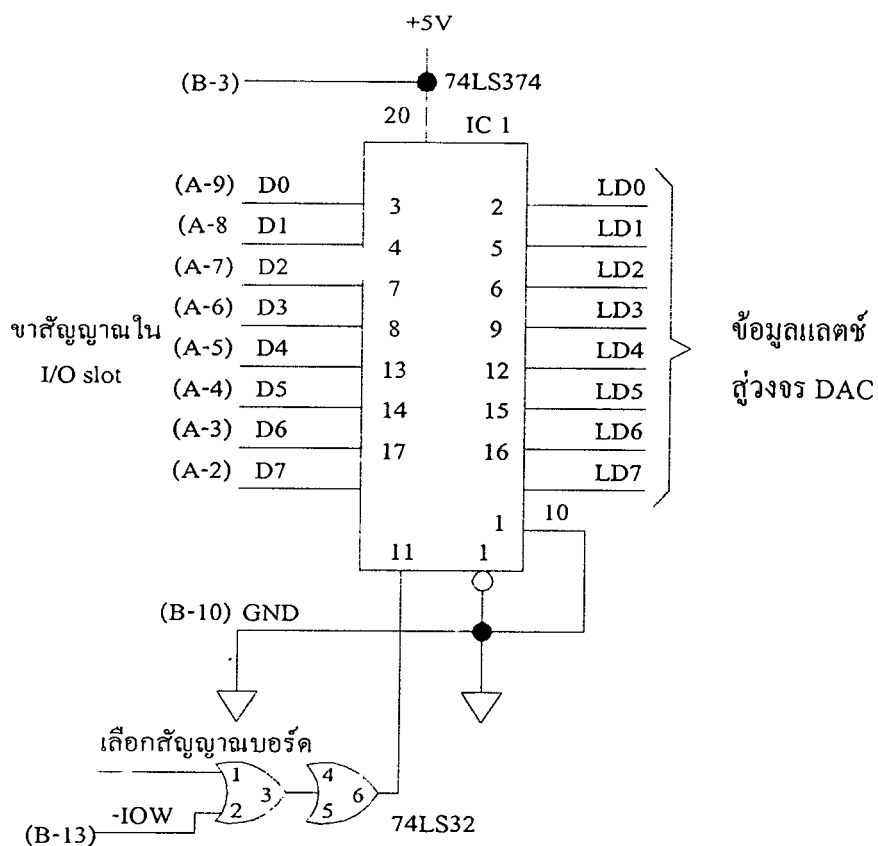 +5V
(B-3)
74LS374
20
IC 1
(A-9) D0
3
2
LD0
(A-8 D1
4
5
LD1
(A-7) D2
7
6
LD2
(A-6) D3
8
9
LD3
(A-5) D4
13
12
LD4
(A-4) D5
14
15
LD5
(A-3) D6
17
16
LD6
(A-2) D7
LD7
ขาสัญญาณใน
I/O slot
ข้อมูลแลตช์
สู่วงจร DAC
1
10
11
1
(B-10) GND
เลือกสัญญาณบอร์ด
1
2
3
4
5
6
-IOW
(B-13)
74LS32